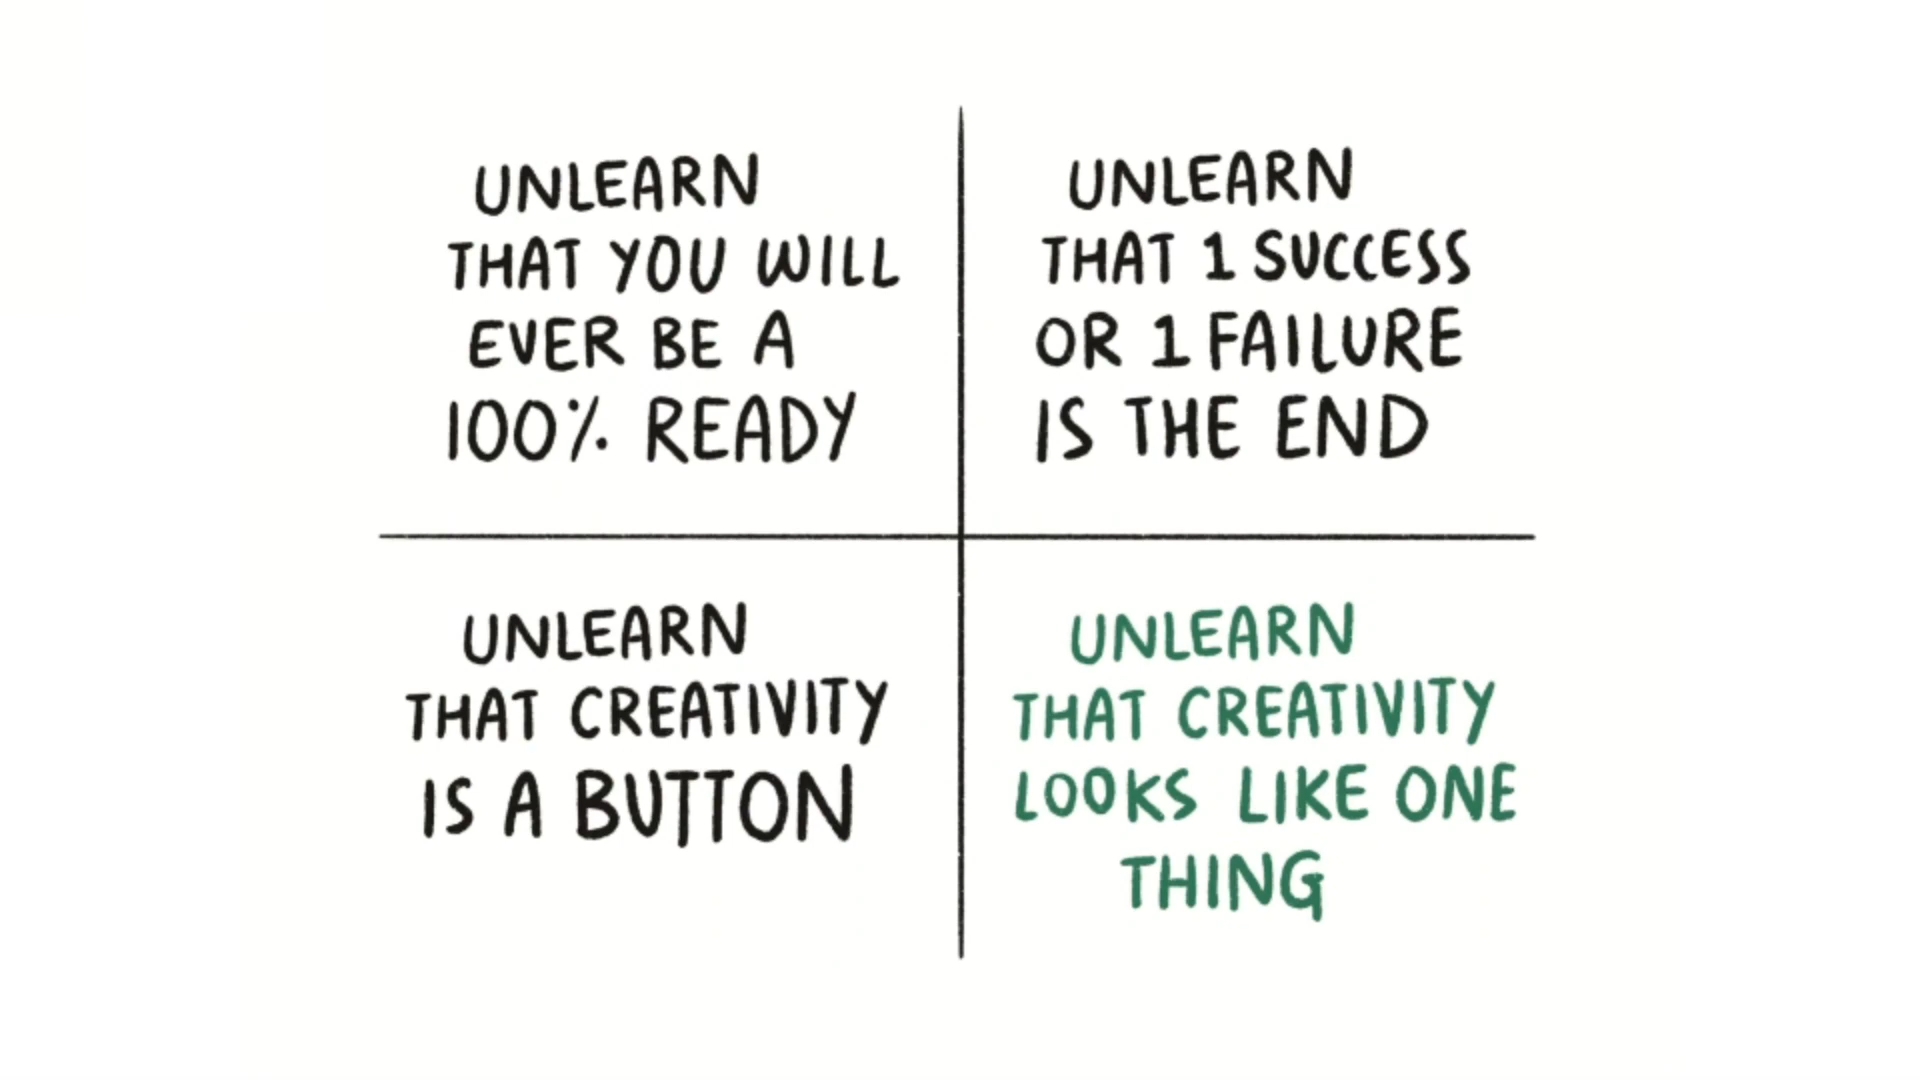 UNLEARN
THAT YOU WILL
EVER BE A
100% READY
UNLEARN
THAT 1 SUCCESS
OR 1 FAILURE
IS THE END
UNLEARN
THAT CREATIVITY
IS A BUTTON
UNLEARN
THAT CREATIVITY
LOOKS LIKE ONE
THING